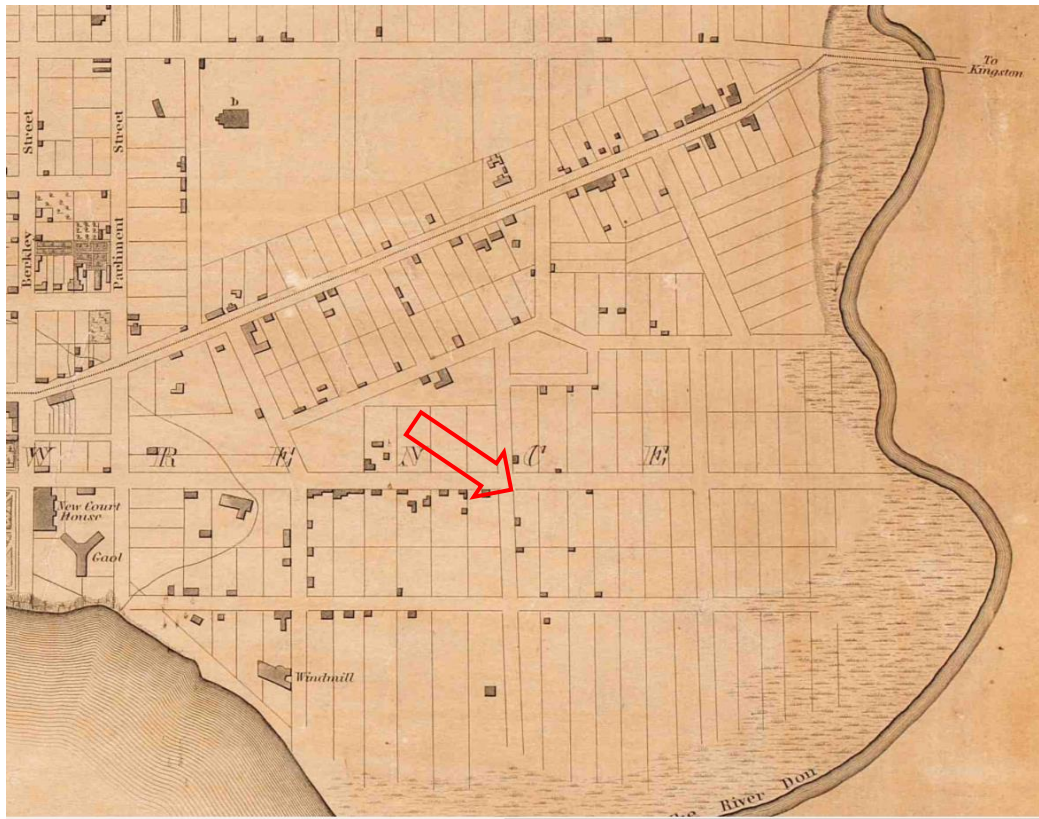 To
Kingston
b
Street
Street
Berkley
Parliment
W R E N C E
New Court
House
Gaol
Windmill
River Don